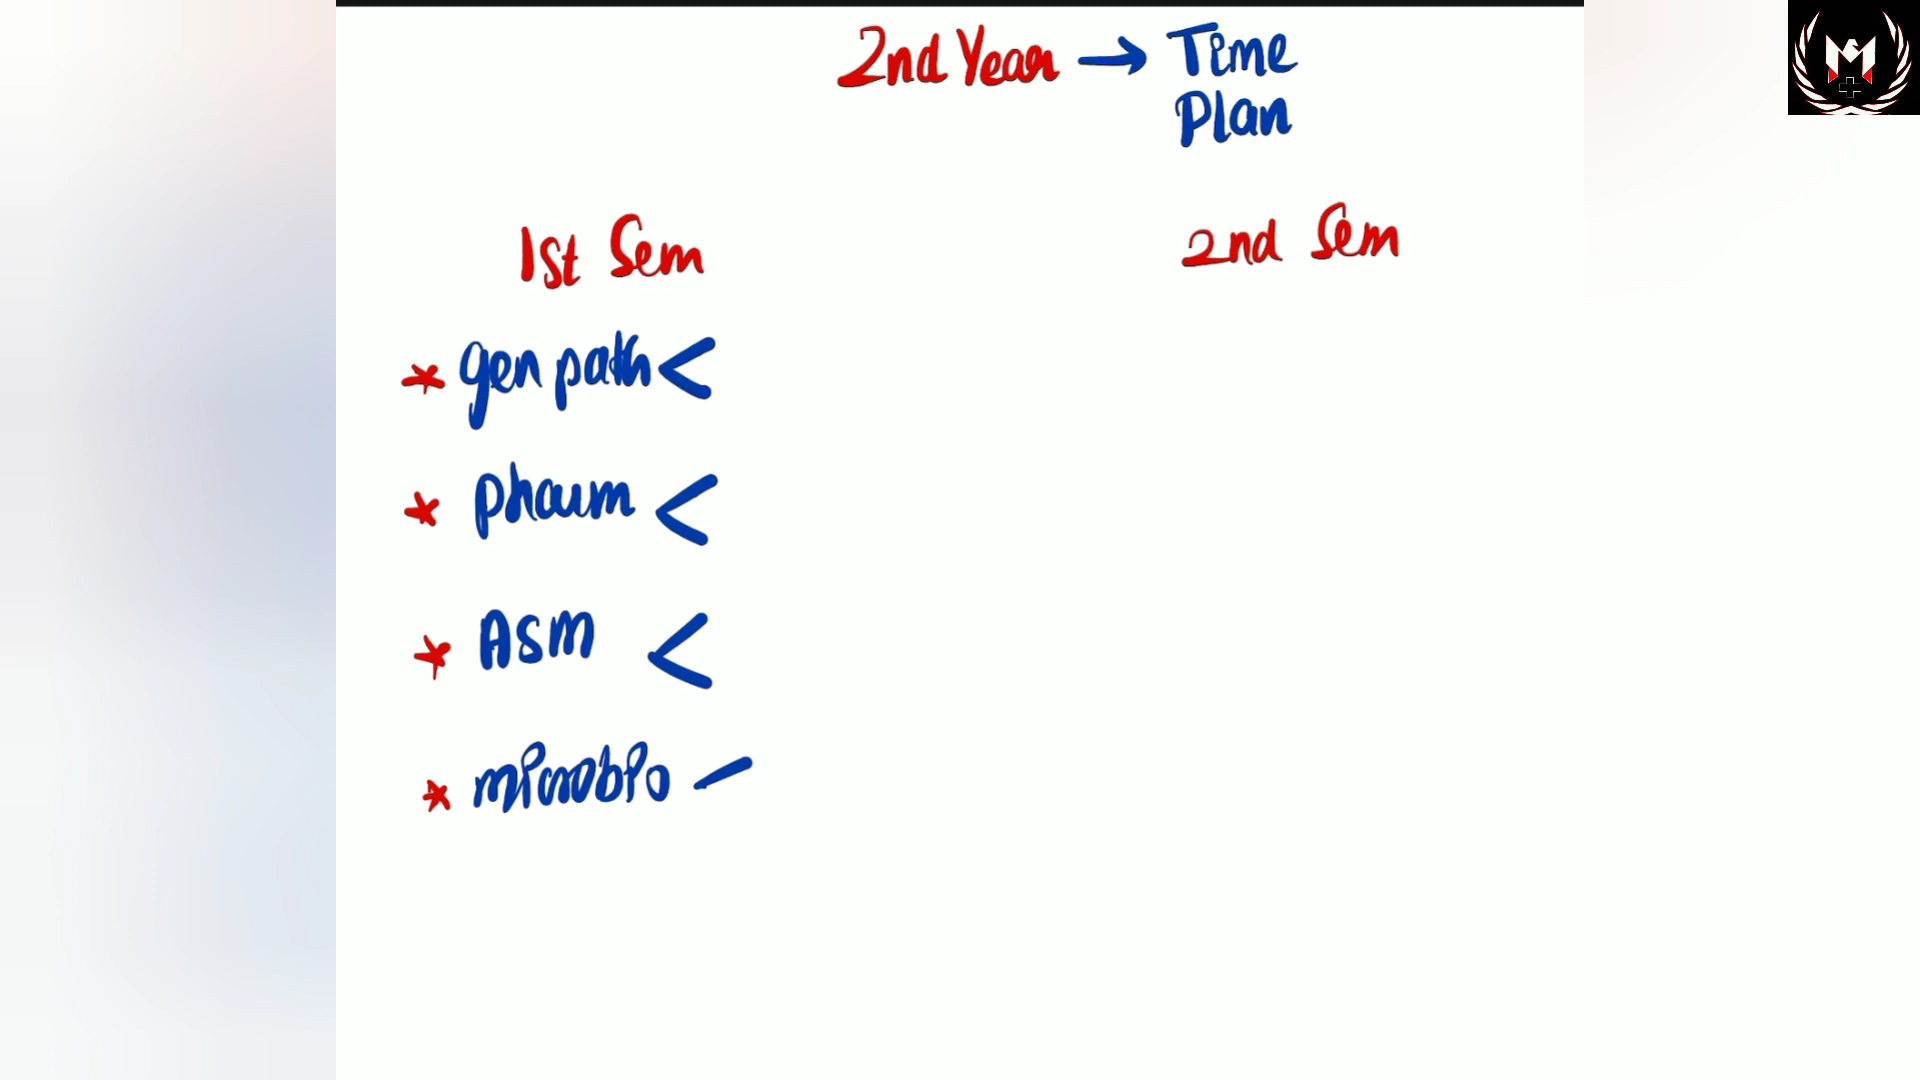 2nd Year → Time
Plan
1st Sem
2nd Sem
* gen path <
* pharm <
* ASM <
* microbio –
M